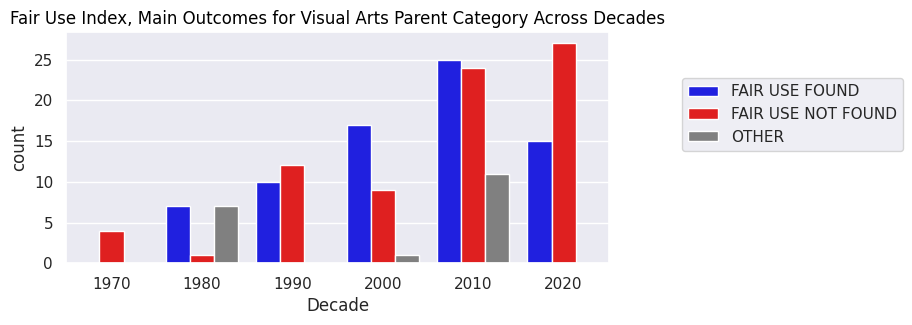 Fair Use Index, Main Outcomes for Visual Arts Parent Category Across Decades
25
20
15
10
5
0
count
1970 1980 1990 2000 2010 2020
Decade
FAIR USE FOUND
FAIR USE NOT FOUND
OTHER